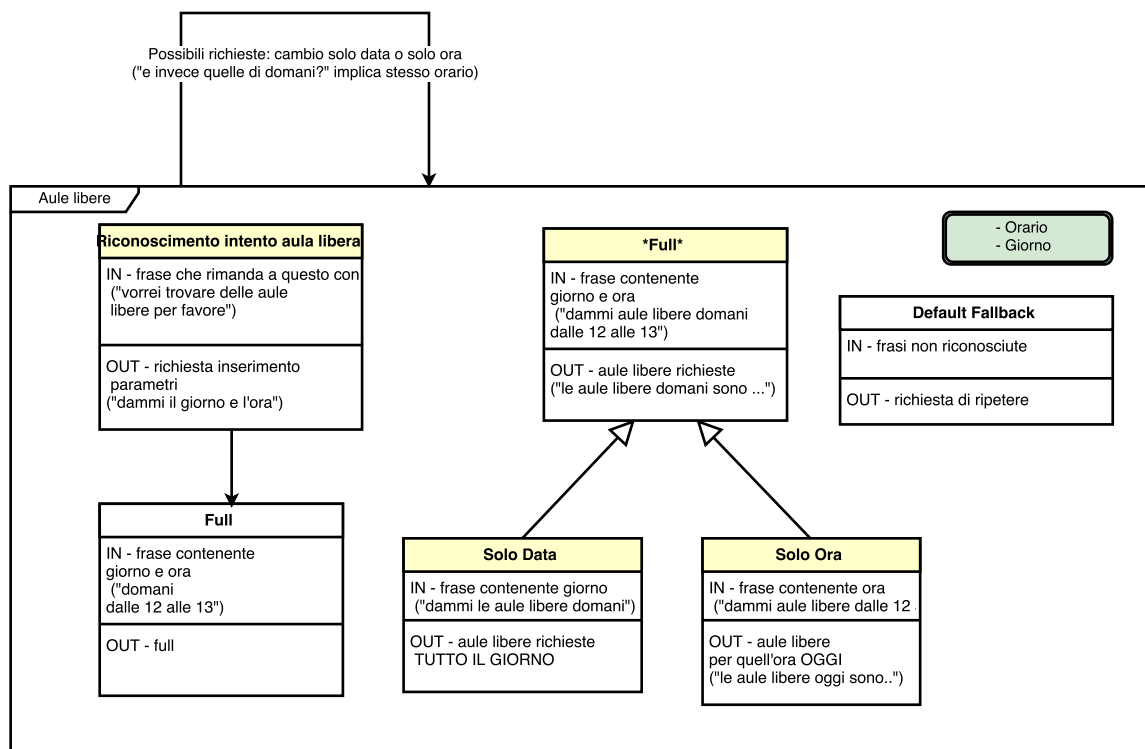 Possibili richieste: cambio solo data o solo ora
("e invece quelle di domani?" implica stesso orario)
Aule libere
Riconoscimento intento aula libera
IN - frase che rimanda a questo con
("vorrei trovare delle aule
libere per favore")
OUT - richiesta inserimento
parametri
("dammi il giorno e l'ora")
*Full*
IN - frase contenente
giorno e ora
("dammi aule libere domani
dalle 12 alle 13")
OUT - aule libere richieste
("le aule libere domani sono ...")
- Orario
- Giorno
Default Fallback
IN - frasi non riconosciute
OUT - richiesta di ripetere
Full
IN - frase contenente
giorno e ora
("domani
dalle 12 alle 13")
OUT - full
Solo Data
IN - frase contenente giorno
("dammi le aule libere domani")
OUT - aule libere richieste
TUTTO IL GIORNO
Solo Ora
IN - frase contenente ora
("dammi aule libere dalle 12
OUT - aule libere
per quell'ora OGGI
("le aule libere oggi sono..")